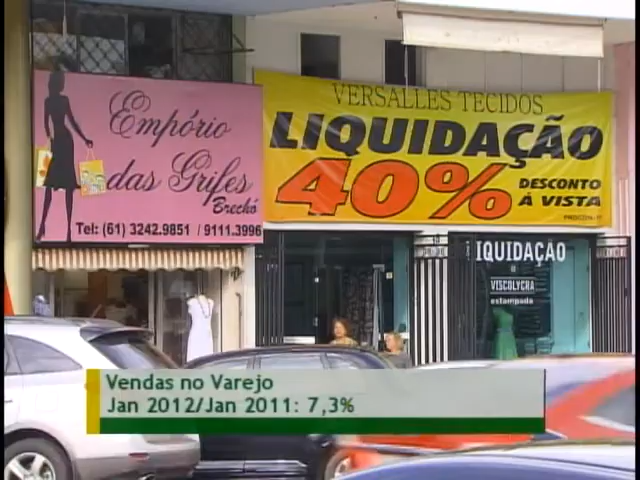 Empório
das Grifes
Brechó
Tel: (61) 3242.9851 / 9111.3996
VERSALLES TECIDOS
LIQUIDAÇÃO
40% DESCONTO
À VISTA
LIQUIDAÇÃO
VISCOLYCRA
estampada
Vendas no Varejo
Jan 2012/Jan 2011: 7,3%